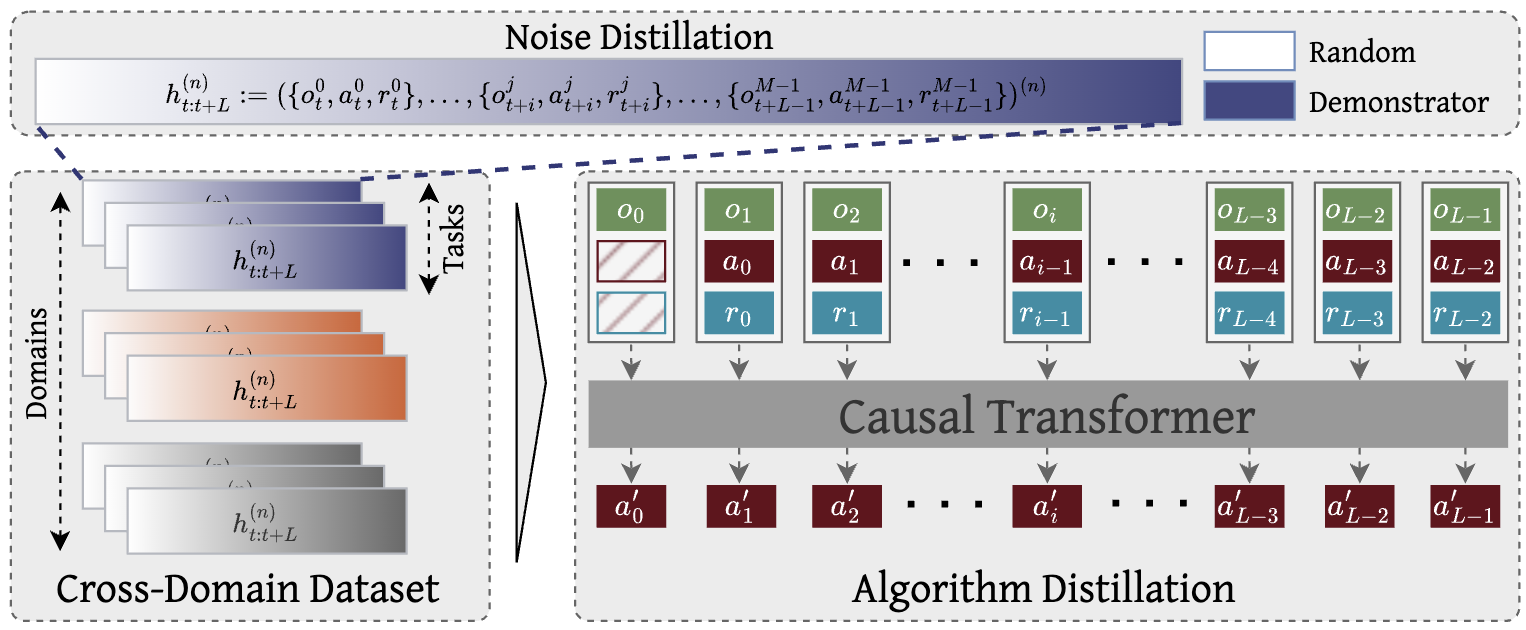 Noise Distillation
h_{t:t+L}^{(n)} := ({o_t^0, a_t^0, r_t^0}, ..., {o_{t+i}^j, a_{t+i}^j, r_{t+i}^j}, ..., {o_{t+L-1}^{M-1}, a_{t+L-1}^{M-1}, r_{t+L-1}^{M-1}})^{(n)}
Random
Demonstrator
Domains
Tasks
(n)
(n)
h_{t:t+L}^{(n)}
(n)
(n)
h_{t:t+L}^{(n)}
(n)
(n)
h_{t:t+L}^{(n)}
Cross-Domain Dataset
o_0 o_1 o_2 o_i o_{L-3} o_{L-2} o_{L-1}
a_0 a_1 . . . a_{i-1} . . . a_{L-4} a_{L-3} a_{L-2}
r_0 r_1 r_{i-1} r_{L-4} r_{L-3} r_{L-2}
Causal Transformer
a'_0 a'_1 a'_2 . . . a'_i . . . a'_{L-3} a'_{L-2} a'_{L-1}
Algorithm Distillation